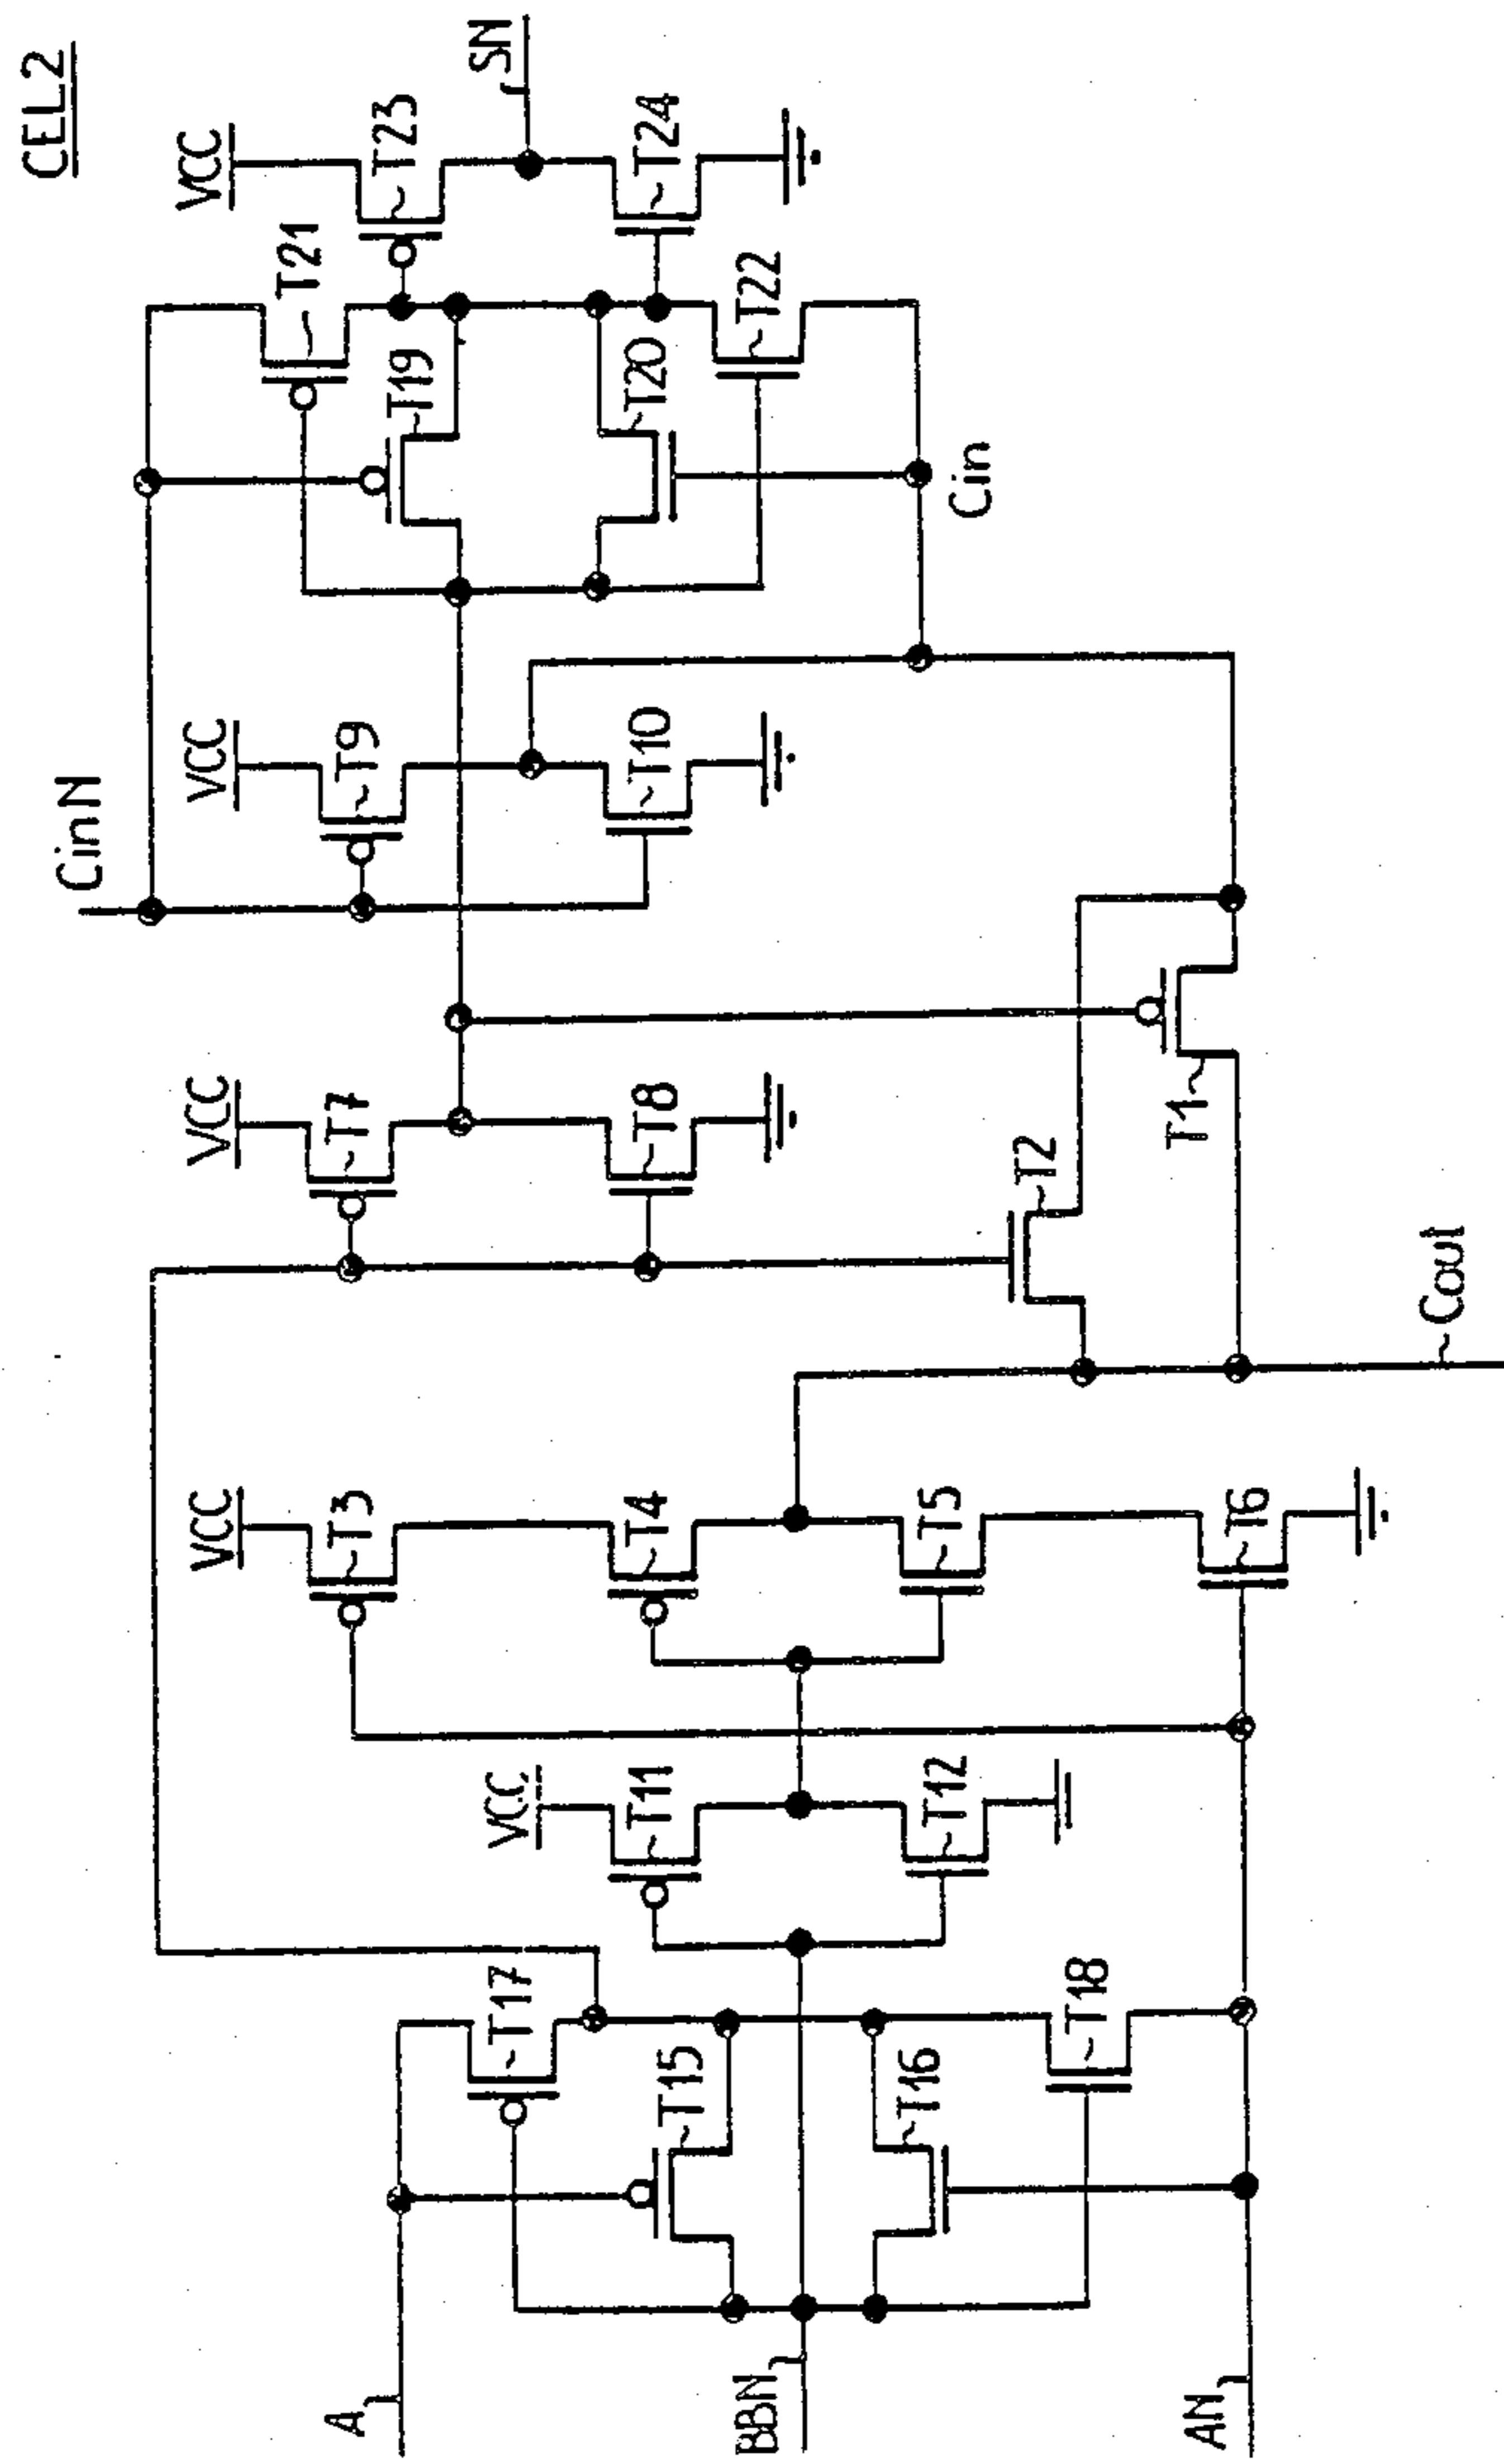 CEL2
CinN
VCC
T21
VCC
T23
SN
T19
T20
T24
T22
Cin
VCC
T9
T10
VCC
T7
T8
T2
T1
Cout
VCC
T3
T4
T5
T6
VCC
T11
T12
T17
T15
T16
T18
A
BBN
AN